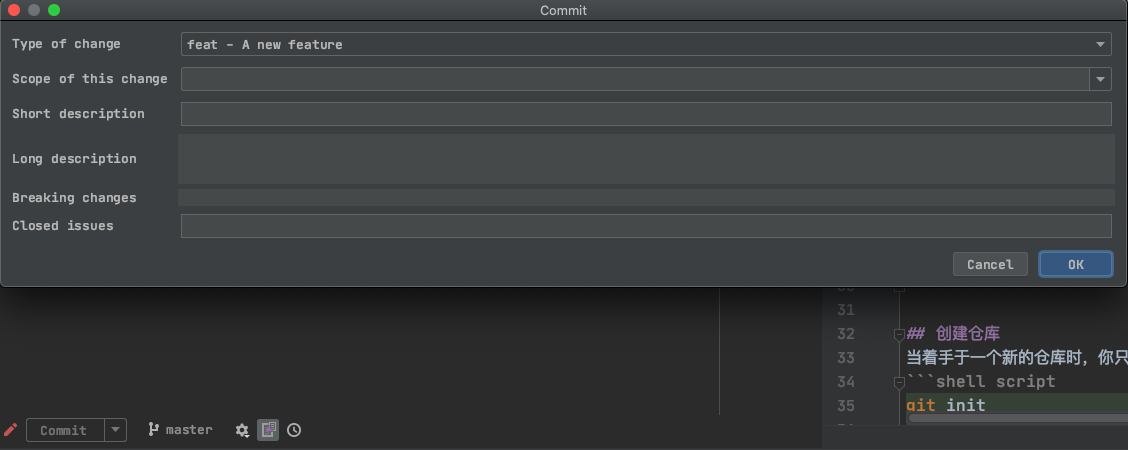 Commit
Type of change
feat - A new feature
Scope of this change
Short description
Long description
Breaking changes
Closed issues
Cancel
OK
31
32 ## 创建仓库
33 当着手于一个新的仓库时，你只
34 ```shell script
35 git init
Commit
master